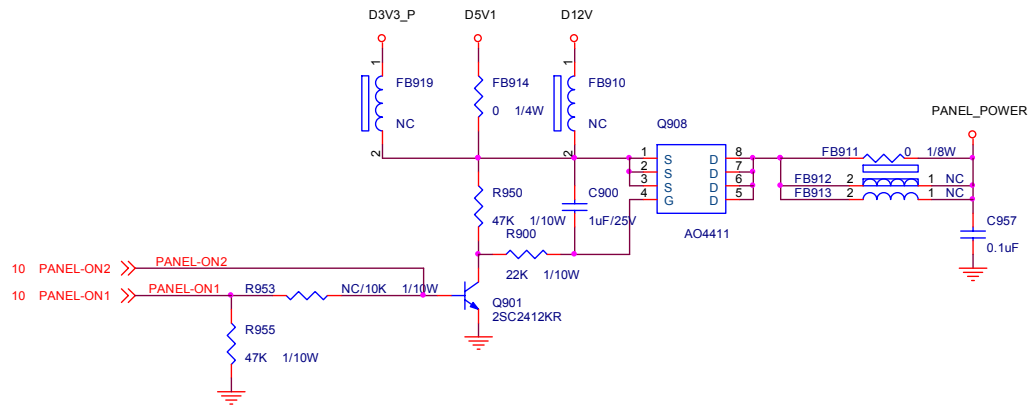 D3V3_P D5V1 D12V
1 1
FB919 FB914 FB910 PANEL_POWER
0 1/4W
NC NC Q908
2 2
1 S D 8 FB911 0 1/8W
2 S D 7
3 S D 6 FB912 2 1 NC
4 G D 5 FB913 2 1 NC
R950 C900
47K 1/10W 1uF/25V C957
R900 AO4411 0.1uF
10 PANEL-ON2 PANEL-ON2 22K 1/10W
10 PANEL-ON1 PANEL-ON1 R953 NC/10K 1/10W Q901
2SC2412KR
R955
47K 1/10W